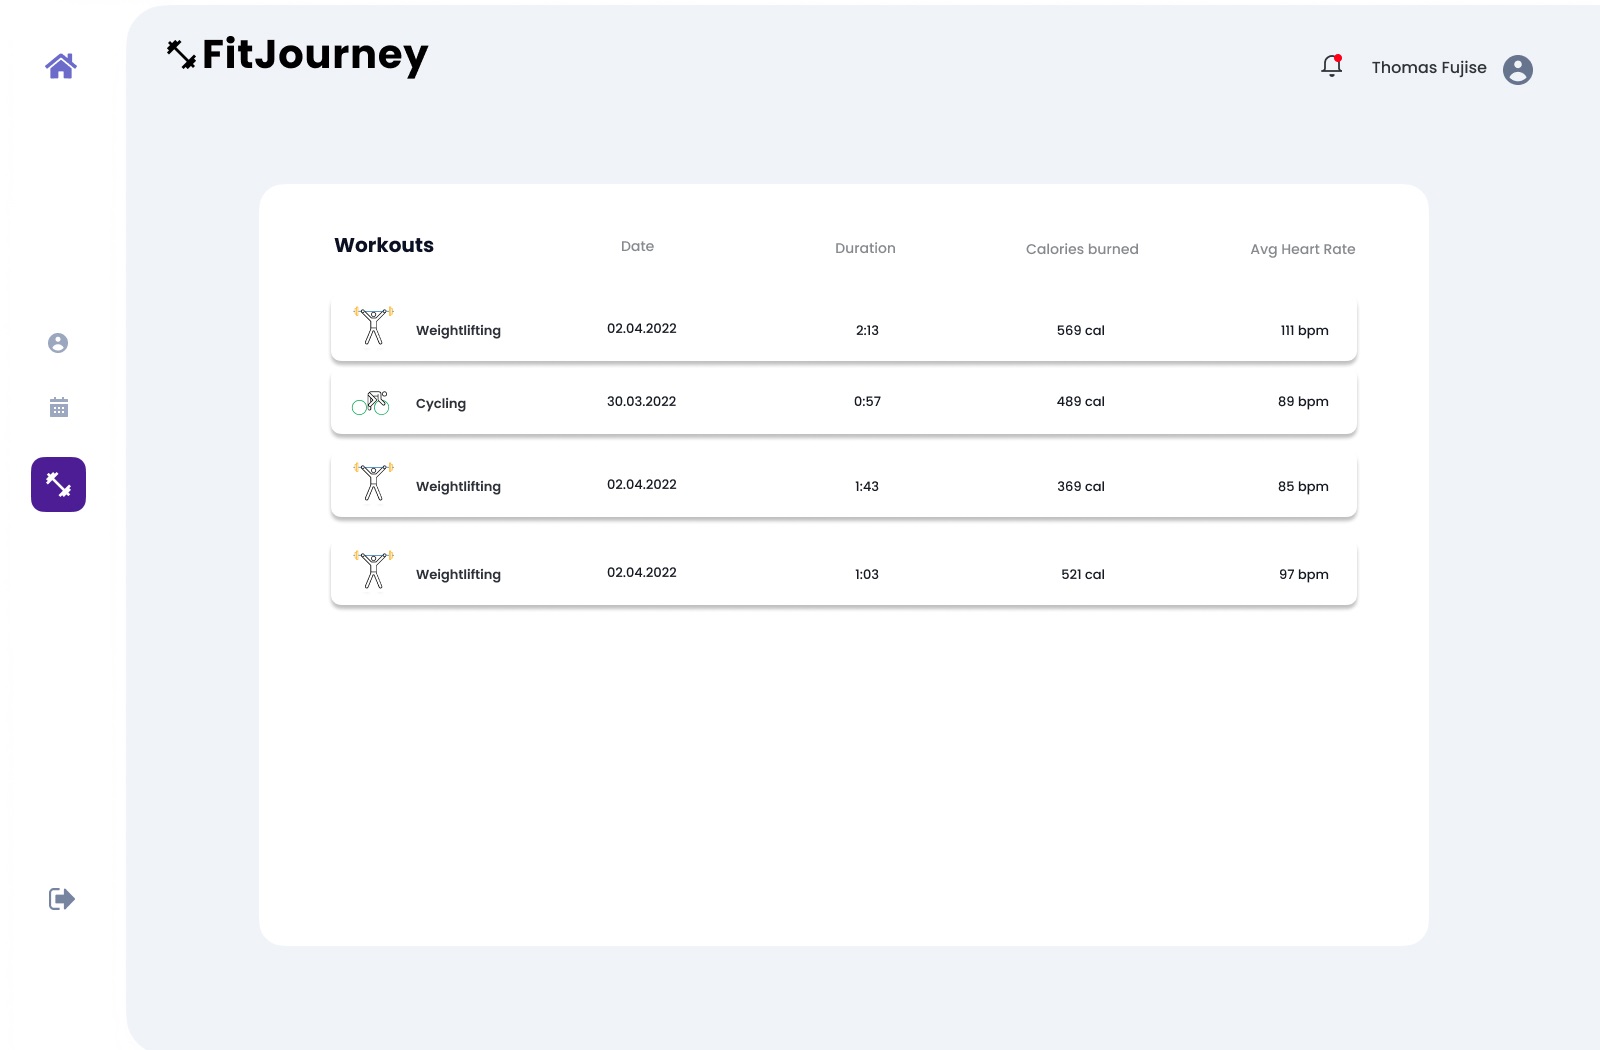 FitJourney
Thomas Fujise
Workouts Date Duration Calories burned Avg Heart Rate
Weightlifting 02.04.2022 2:13 569 cal 111 bpm
Cycling 30.03.2022 0:57 489 cal 89 bpm
Weightlifting 02.04.2022 1:43 369 cal 85 bpm
Weightlifting 02.04.2022 1:03 521 cal 97 bpm